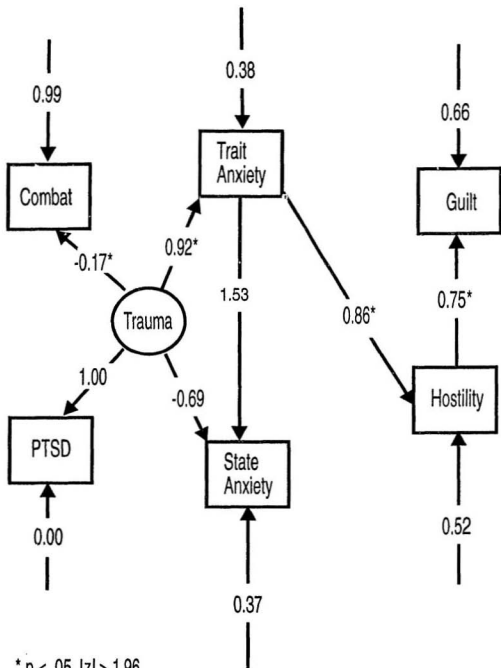 0.99
0.38
0.66
Combat
Trait
Anxiety
Guilt
-0.17*
0.92*
1.53
0.86*
0.75*
Trauma
1.00
-0.69
Hostility
PTSD
State
Anxiety
0.00
0.52
0.37
* p < .05, |z| > 1.96